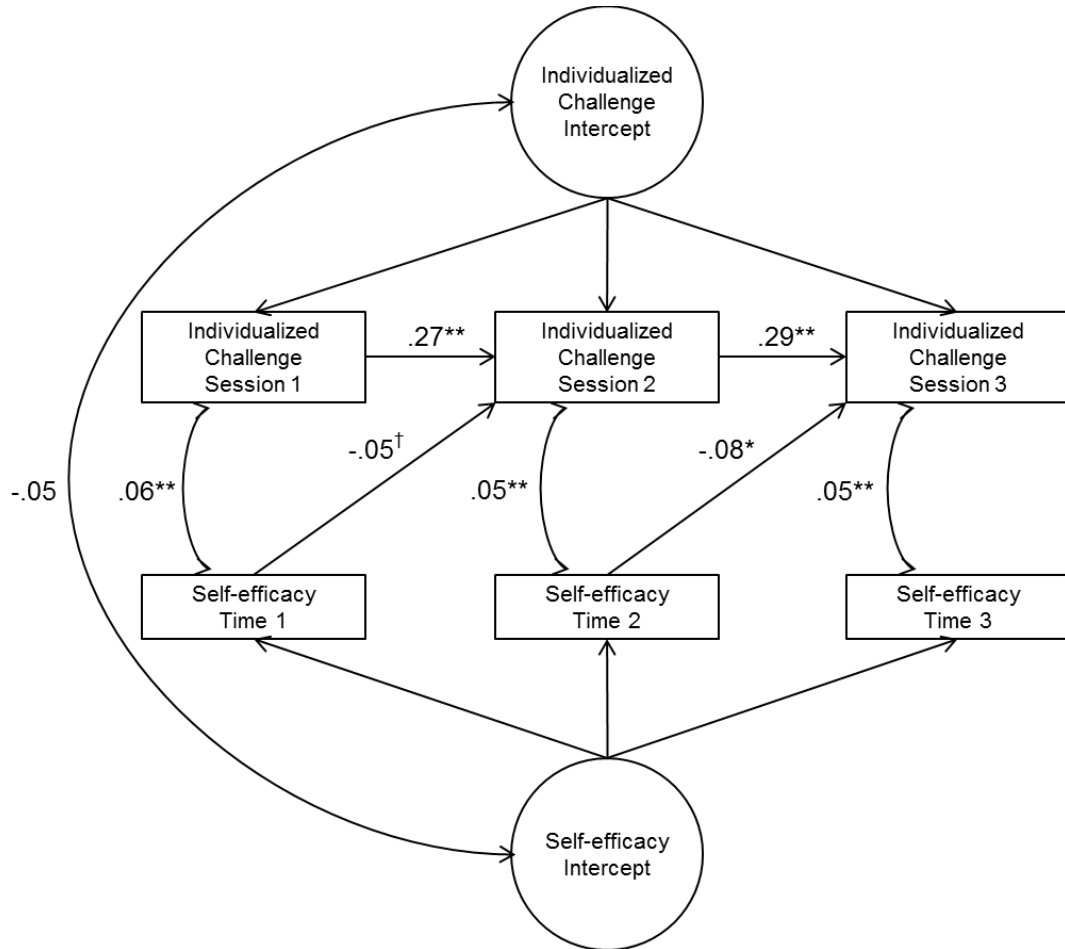 Individualized
Challenge
Intercept
Individualized
Challenge
Session 1
.27**
Individualized
Challenge
Session 2
.29**
Individualized
Challenge
Session 3
-.05
.06**
-.05†
.05**
-.08*
.05**
Self-efficacy
Time 1
Self-efficacy
Time 2
Self-efficacy
Time 3
Self-efficacy
Intercept